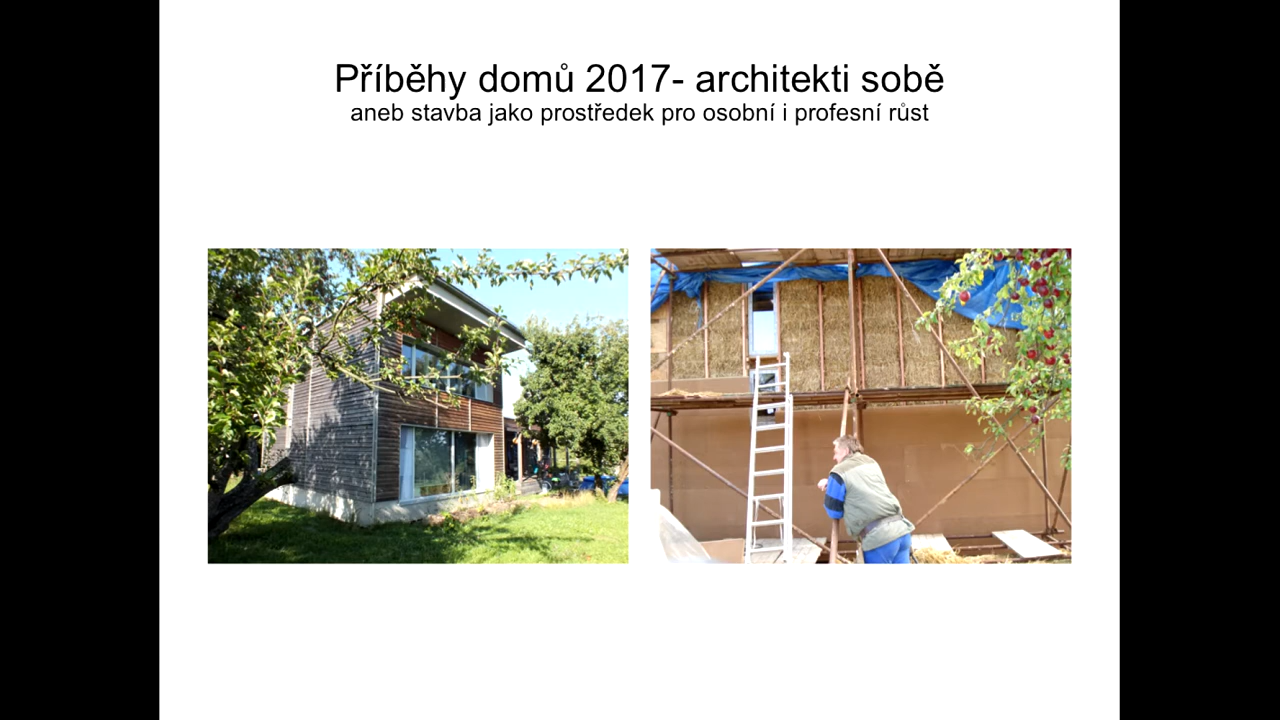 Příběhy domů 2017- architekti sobě
aneb stavba jako prostředek pro osobní i profesní růst